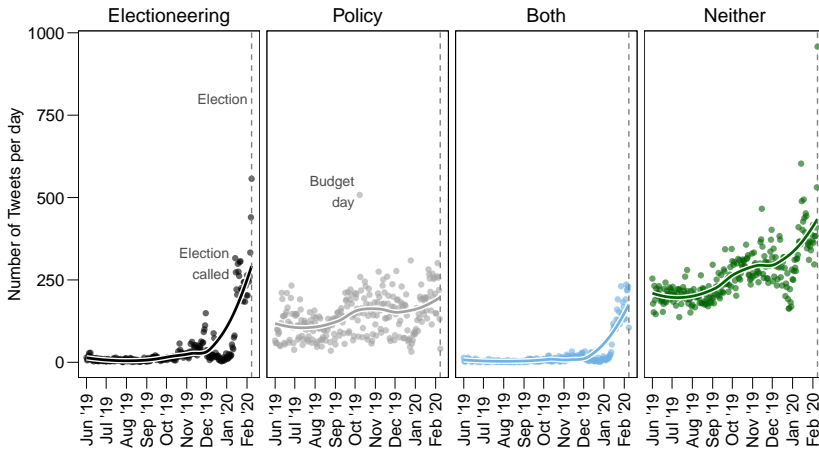 Electioneering
Policy
Both
Neither
Number of Tweets per day
1000
750
500
250
0
Election
Election
called
Budget
day
Jun '19
Jul '19
Aug '19
Sep '19
Oct '19
Nov '19
Dec '19
Jan '20
Feb '20
Jun '19
Jul '19
Aug '19
Sep '19
Oct '19
Nov '19
Dec '19
Jan '20
Feb '20
Jun '19
Jul '19
Aug '19
Sep '19
Oct '19
Nov '19
Dec '19
Jan '20
Feb '20
Jun '19
Jul '19
Aug '19
Sep '19
Oct '19
Nov '19
Dec '19
Jan '20
Feb '20